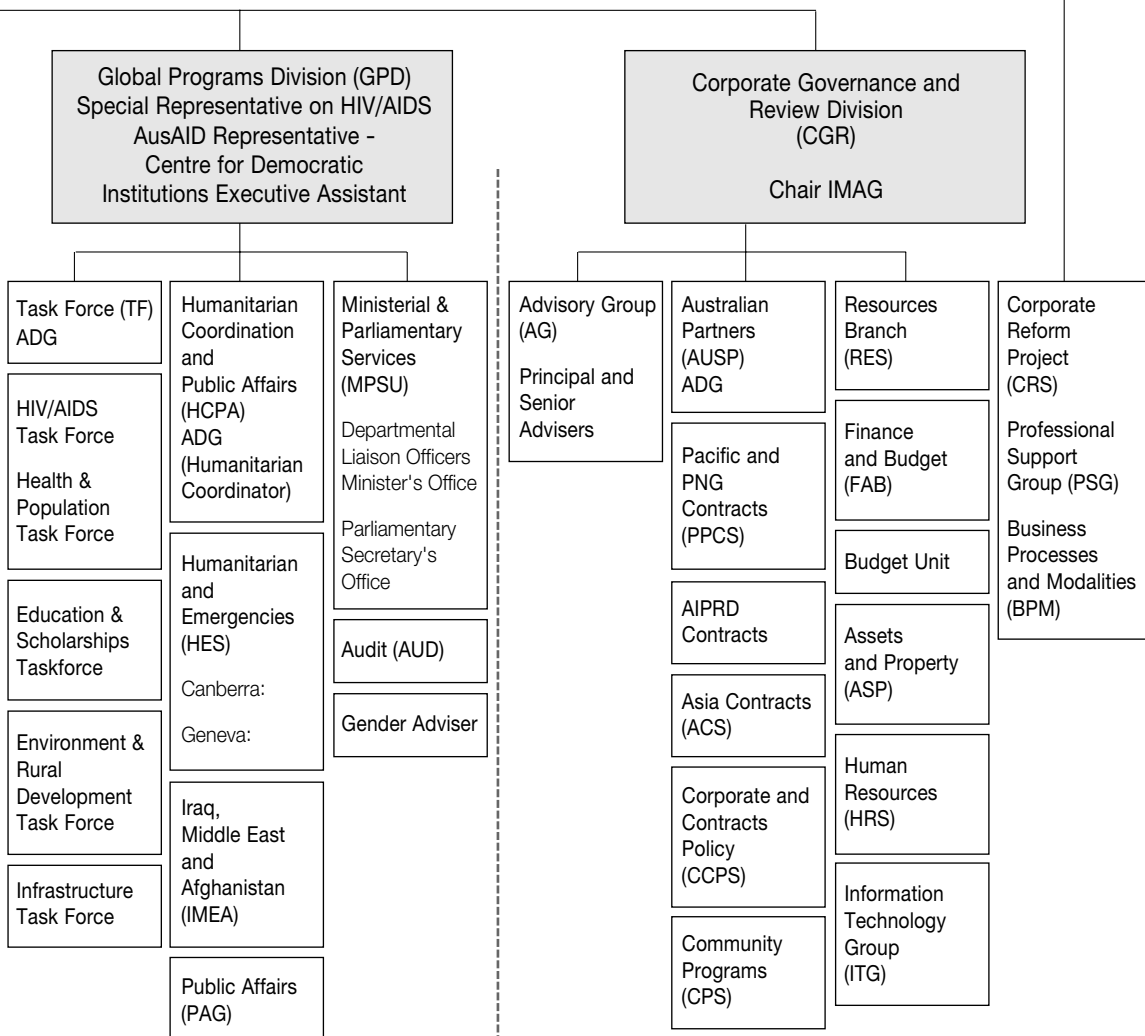 Global Programs Division (GPD)
Special Representative on HIV/AIDS
AusAID Representative -
Centre for Democratic
Institutions Executive Assistant
Corporate Governance and
Review Division
(CGR)
Chair IMAG
Task Force (TF)
ADG
HIV/AIDS
Task Force
Health &
Population
Task Force
Education &
Scholarships
Taskforce
Environment &
Rural
Development
Task Force
Infrastructure
Task Force
Humanitarian
Coordination
and
Public Affairs
(HCPA)
ADG
(Humanitarian
Coordinator)
Humanitarian
and
Emergencies
(HES)
Canberra:
Geneva:
Iraq,
Middle East
and
Afghanistan
(IMEA)
Public Affairs
(PAG)
Ministerial &
Parliamentary
Services
(MPSU)
Departmental
Liaison Officers
Minister's Office
Parliamentary
Secretary's
Office
Audit (AUD)
Gender Adviser
Advisory Group
(AG)
Principal and
Senior
Advisers
Australian
Partners
(AUSP)
ADG
Pacific and
PNG
Contracts
(PPCS)
AIPRD
Contracts
Asia Contracts
(ACS)
Corporate and
Contracts
Policy
(CCPS)
Community
Programs
(CPS)
Resources
Branch
(RES)
Finance
and Budget
(FAB)
Budget Unit
Assets
and Property
(ASP)
Human
Resources
(HRS)
Information
Technology
Group
(ITG)
Corporate
Reform
Project
(CRS)
Professional
Support
Group (PSG)
Business
Processes
and Modalities
(BPM)